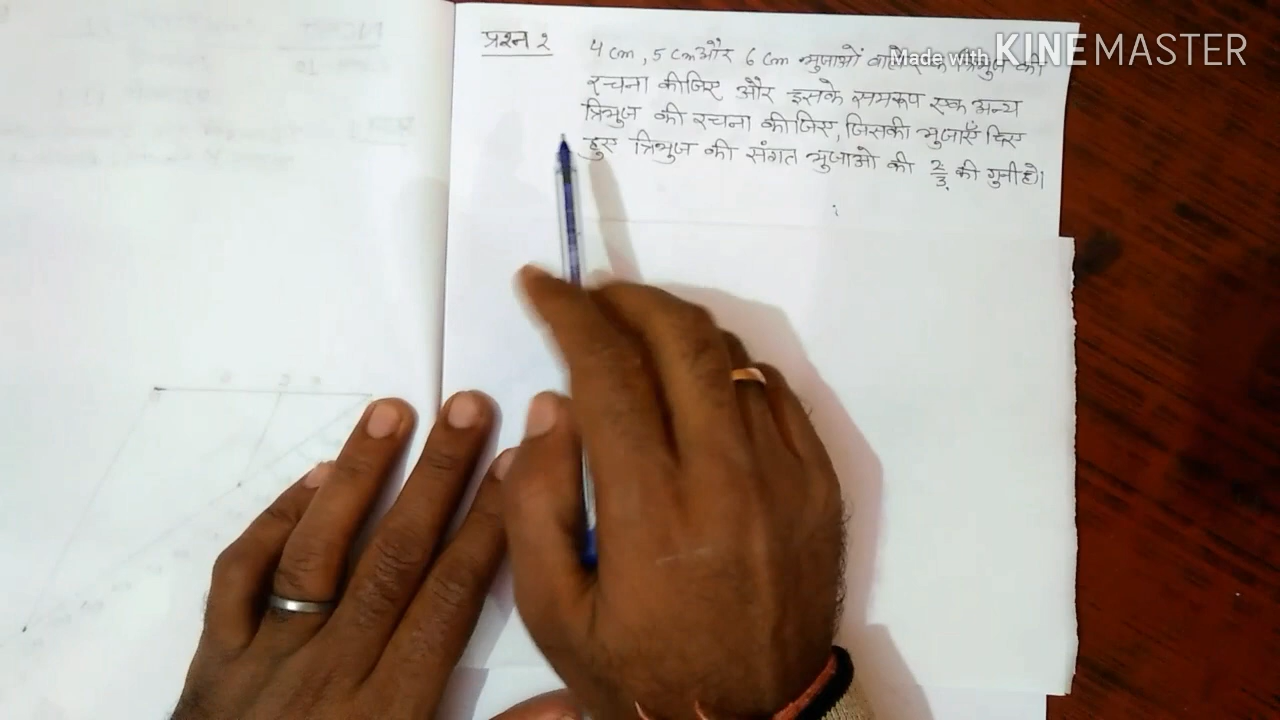 प्रश्न २ 4 cm, 5 cm और 6 cm भुजाओं वाले त्रिभुज की
Made with KINEMASTER
रचना कीजिए और इसके समरूप एक अन्य
त्रिभुज की रचना कीजिए, जिसकी भुजाएँ दिए
हुए त्रिभुज की संगत भुजाओ की 2/3 की गुनी हो।